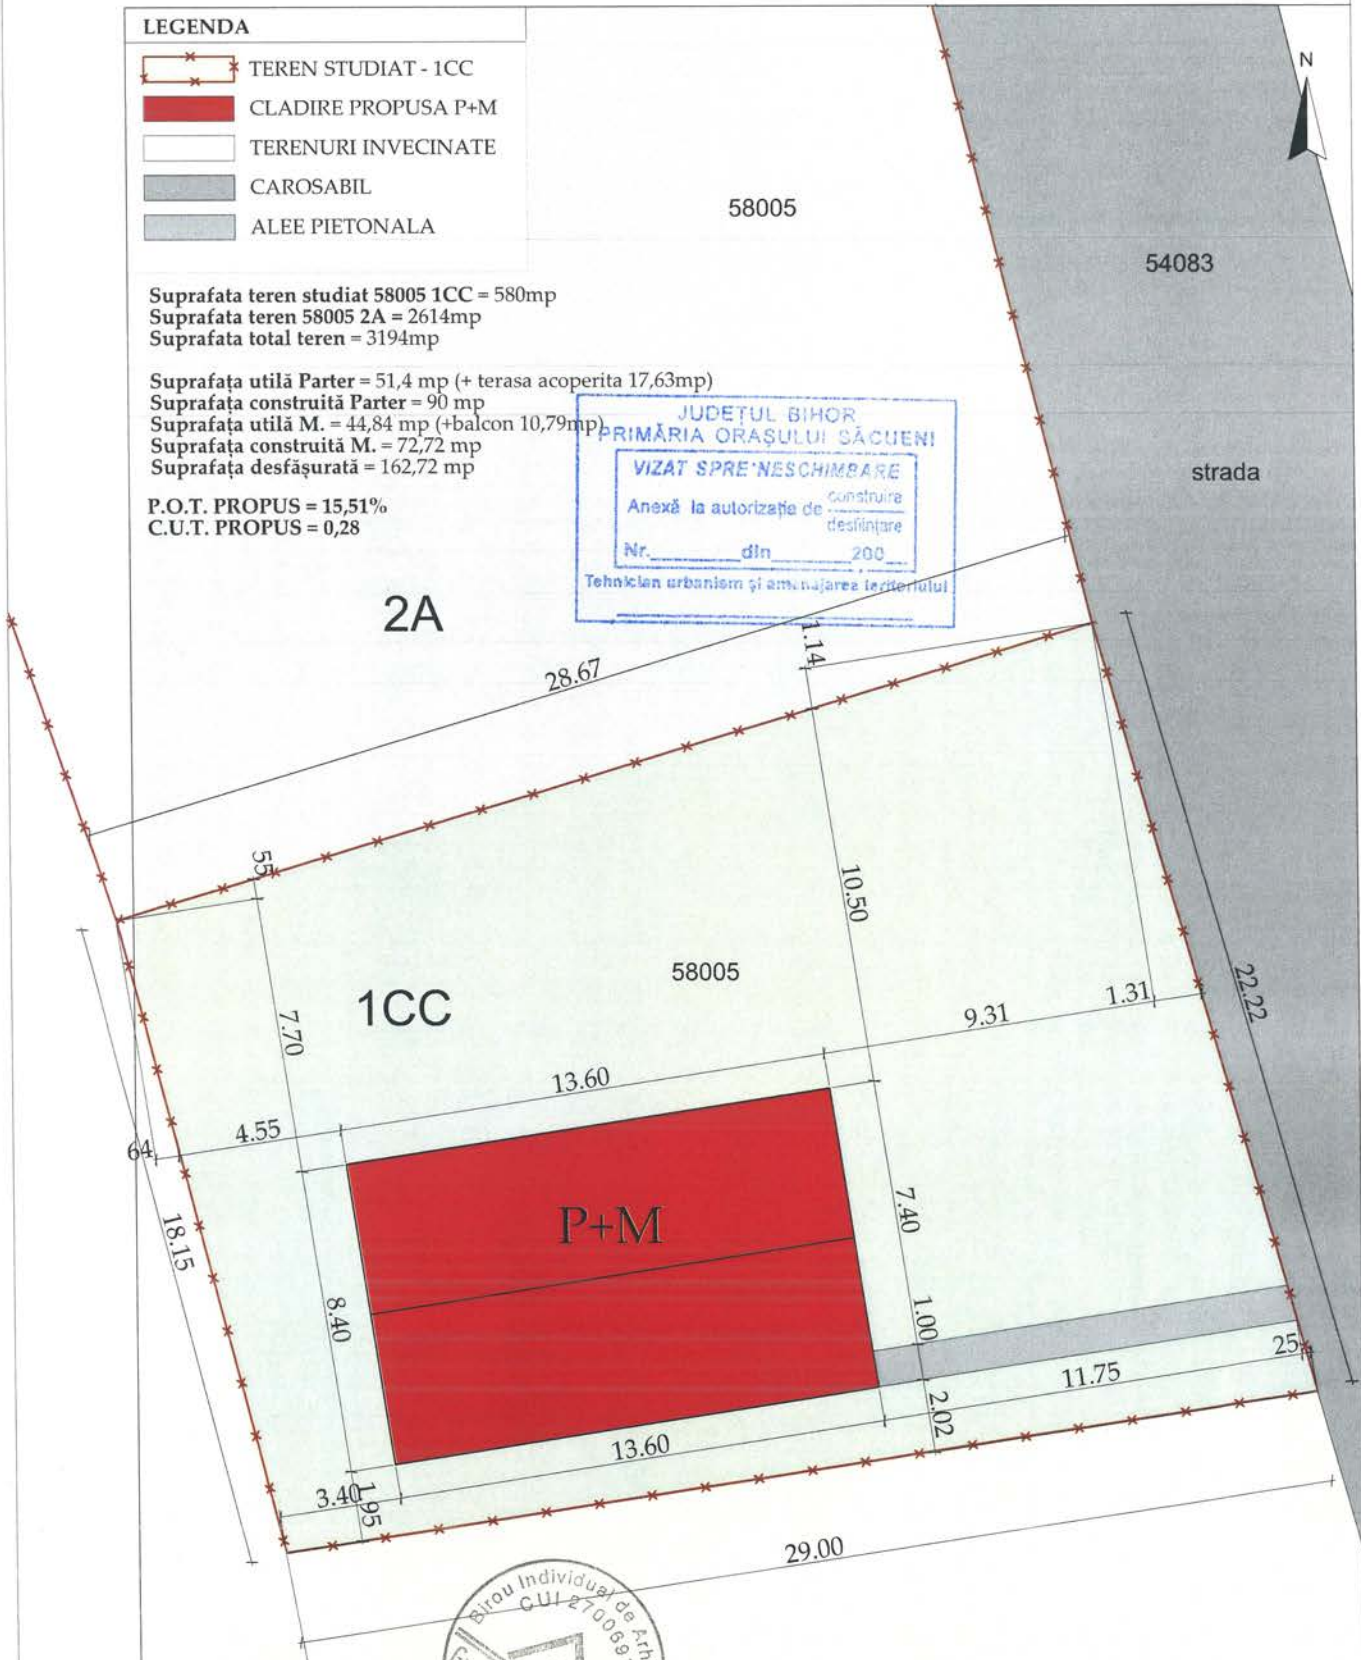 LEGENDA
TEREN STUDIAT - 1CC
CLADIRE PROPUSA P+M
TERENURI INVECINATE
CAROSABIL
ALEE PIETONALA
N
58005
54083
Suprafata teren studiat 58005 1CC = 580mp
Suprafata teren 58005 2A = 2614mp
Suprafata total teren = 3194mp
Suprafața utilă Parter = 51,4 mp (+ terasa acoperita 17,63mp)
Suprafața construită Parter = 90 mp
Suprafața utilă M. = 44,84 mp (+balcon 10,79mp)
Suprafața construită M. = 72,72 mp
Suprafața desfășurată = 162,72 mp
P.O.T. PROPUS = 15,51%
C.U.T. PROPUS = 0,28
JUDEȚUL BIHOR
PRIMĂRIA ORAȘULUI SĂCUENI
VIZAT SPRE NESCHIMBARE
Anexă la autorizație de construire
desființare
Nr. din 200
Tehnician urbanism și amenajarea teritoriului
strada
2A
28.67
1.14
55
10.50
58005
1CC
7.70
22.22
1.31
9.31
13.60
4.55
64
18.15
P+M
7.40
8.40
1.00
25
11.75
2.02
13.60
3.40
1.95
29.00
Birou Individual de Arh
CUI 270069